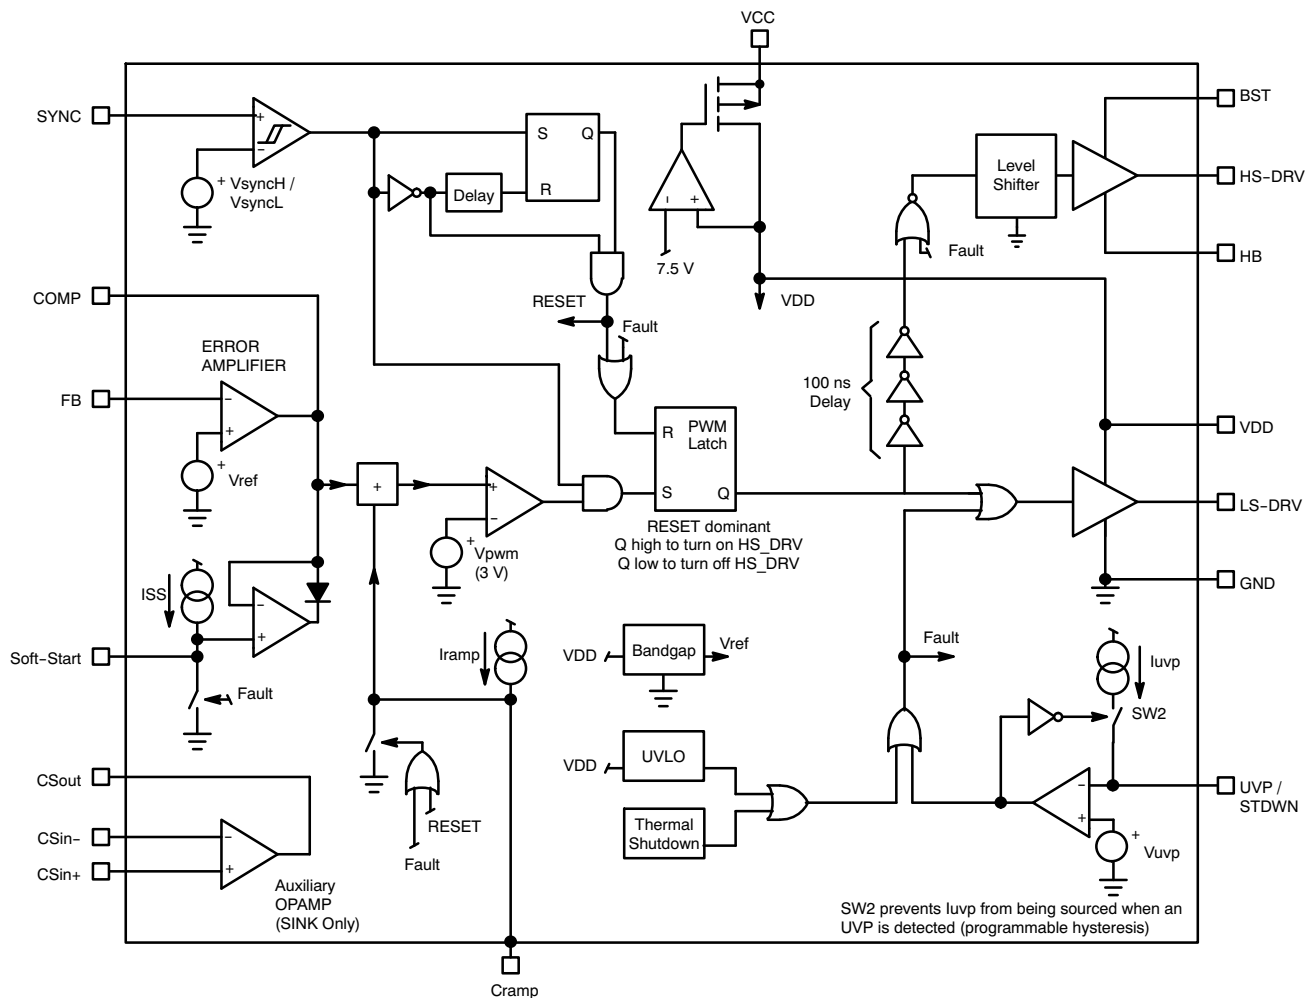 VCC
SYNC
+
−
+ VsyncH /
VsyncL
S
Q
R
Delay
BST
Level
Shifter
HS−DRV
HB
− +
7.5 V
Fault
VDD
COMP
RESET
Fault
ERROR
AMPLIFIER
FB
−
+
+
Vref
100 ns
Delay
R
PWM
Latch
S
Q
+
+
−
+
Vpwm
(3 V)
RESET dominant
Q high to turn on HS_DRV
Q low to turn off HS_DRV
VDD
LS−DRV
GND
ISS
−
+
Soft−Start
Fault
Iramp
VDD
Bandgap
Vref
Fault
Iuvp
SW2
VDD
UVLO
Thermal
Shutdown
−
+
+
Vuvp
UVP /
STDWN
CSout
CSin−
CSin+
−
+
RESET
Fault
Auxiliary
OPAMP
(SINK Only)
SW2 prevents Iuvp from being sourced when an
UVP is detected (programmable hysteresis)
Cramp